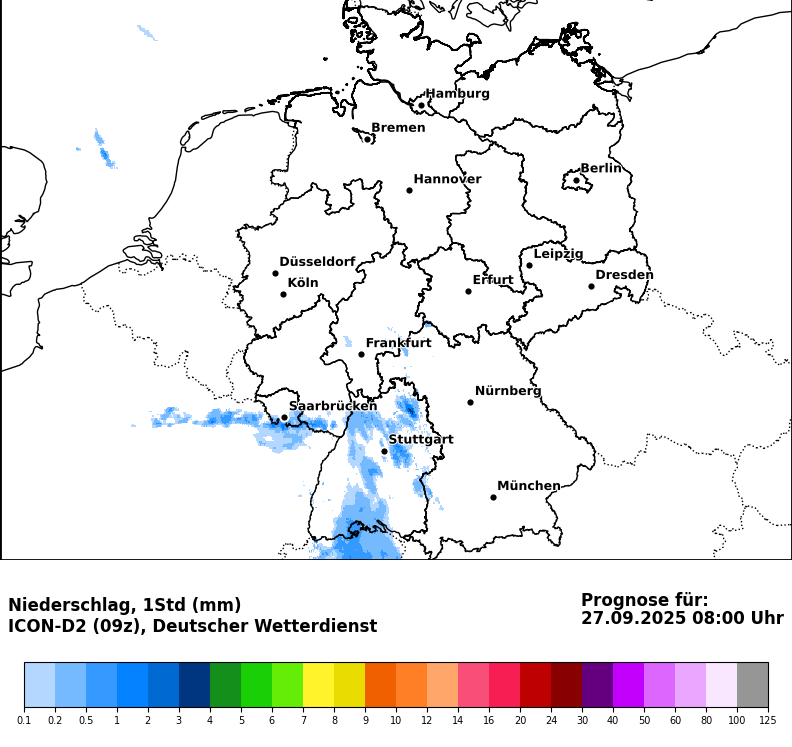 Hamburg
Bremen
Berlin
Hannover
Leipzig
Düsseldorf
Dresden
Köln
Erfurt
Frankfurt
Nürnberg
Saarbrücken
Stuttgart
München
Niederschlag, 1Std (mm)
ICON-D2 (09z), Deutscher Wetterdienst
Prognose für:
27.09.2025 08:00 Uhr
0.1 0.2 0.5 1 2 3 4 5 6 7 8 9 10 12 14 16 20 24 30 40 50 60 80 100 125